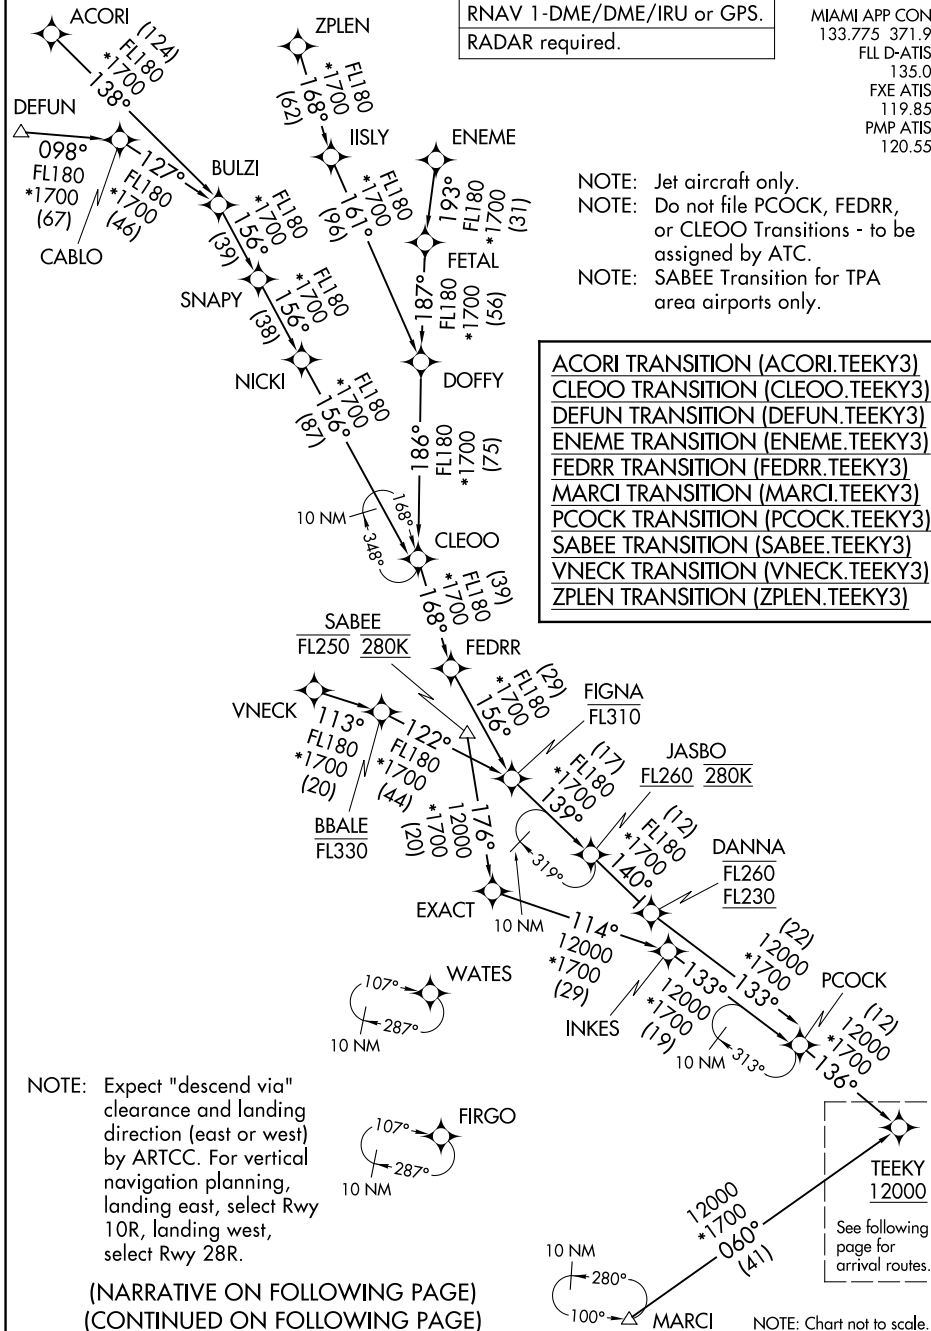 RNAV 1-DME/DME/IRU or GPS.
RADAR required.
MIAMI APP CON
133.775 371.9
FLL D-ATIS
135.0
FXE ATIS
119.85
PMP ATIS
120.55
ACORI
(124)
FL180
*1700
138°
ZPLEN
FL180
*1700
168°
(62)
DEFUN
098°
FL180
*1700
(67)
CABLO
127°
FL180
*1700
(46)
BULZI
FL180
*1700
156°
(39)
IISLY
FL180
*1700
161°
(96)
ENEME
193°
FL180
*1700
(31)
FETAL
187°
FL180
*1700
(56)
SNAPY
FL180
*1700
156°
(38)
NICKI
FL180
*1700
156°
(87)
DOFFY
186°
FL180
*1700
(75)
NOTE: Jet aircraft only.
NOTE: Do not file PCOCK, FEDRR,
or CLEOO Transitions - to be
assigned by ATC.
NOTE: SABEE Transition for TPA
area airports only.
ACORI TRANSITION (ACORI.TEEKY3)
CLEOO TRANSITION (CLEOO.TEEKY3)
DEFUN TRANSITION (DEFUN.TEEKY3)
ENEME TRANSITION (ENEME.TEEKY3)
FEDRR TRANSITION (FEDRR.TEEKY3)
MARCI TRANSITION (MARCI.TEEKY3)
PCOCK TRANSITION (PCOCK.TEEKY3)
SABEE TRANSITION (SABEE.TEEKY3)
VNECK TRANSITION (VNECK.TEEKY3)
ZPLEN TRANSITION (ZPLEN.TEEKY3)
10 NM
168°
348°
CLEOO
(39)
FL180
*1700
168°
SABEE
FL250 280K
FEDRR
(29)
FL180
*1700
156°
VNECK
113°
FL180
*1700
(20)
122°
FL180
*1700
(44)
BBALE
FL330
FIGNA
FL310
(17)
FL180
*1700
139°
JASBO
FL260 280K
176°
12000
*1700
(20)
319°
10 NM
(12)
FL180
*1700
140°
DANNA
FL260
FL230
EXACT
114°
12000
*1700
(29)
(22)
12000
*1700
133°
INKES
133°
12000
*1700
(19)
PCOCK
313°
10 NM
(12)
12000
*1700
136°
WATES
107°
287°
10 NM
FIRGO
107°
287°
10 NM
NOTE: Expect "descend via"
clearance and landing
direction (east or west)
by ARTCC. For vertical
navigation planning,
landing east, select Rwy
10R, landing west,
select Rwy 28R.
TEEKY
12000
See following
page for
arrival routes.
12000
*1700
060°
(41)
10 NM
280°
100°
MARCI
(NARRATIVE ON FOLLOWING PAGE)
(CONTINUED ON FOLLOWING PAGE)
NOTE: Chart not to scale.